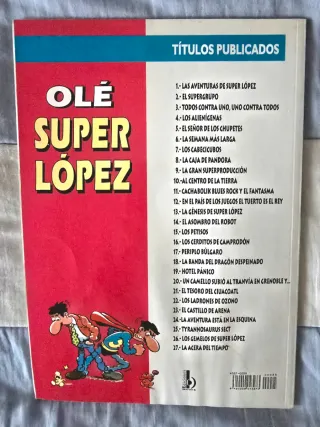 TÍTULOS PUBLICADOS
OLÉ
SUPER
LÓPEZ
1.- LAS AVENTURAS DE SUPER LÓPEZ
2.- EL SUPERGRUPO
3.- TODOS CONTRA UNO, UNO CONTRA TODOS
4.- LOS ALIENÍGENAS
5.- EL SEÑOR DE LOS CHUPETES
6.- LA SEMANA MÁS LARGA
7.- LOS CABECICUBOS
8.- LA CAJA DE PANDORA
9.- LA GRAN SUPERPRODUCCIÓN
10.- AL CENTRO DE LA TIERRA
11.- CACHABOLIK BLUES ROCK Y EL FANTASMA
12.- EN EL PAÍS DE LOS JUEGOS EL TUERTO ES EL REY
13.- LA GÉNESIS DE SUPER LÓPEZ
14.- EL ASOMBRO DEL ROBOT
15.- LOS PETISOS
16.- LOS CERDITOS DE CAMPRODÓN
17.- PERIPLO BÚLGARO
18.- LA BANDA DEL DRAGÓN DESPEINADO
19.- HOTEL PÁNICO
20.- UN CAMELLO SUBIÓ AL TRANVÍA EN GRENOBLE Y...
21.- EL TESORO DEL CIUACOATL
22.- LOS LADRONES DE OZONO
23.- EL CASTILLO DE ARENA
24.- LA AVENTURA ESTÁ EN LA ESQUINA
25.- TYRANNOSAURUS SECT
26.- LOS GEMELOS DE SUPER LÓPEZ
27.- LA ACERA DEL TIEMPO